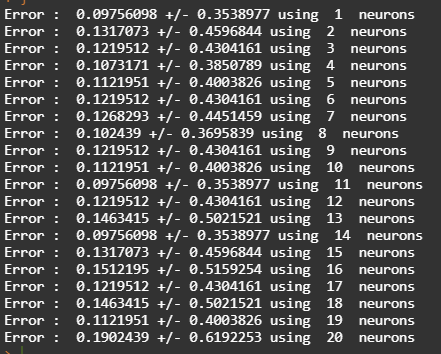 Error :  0.09756098 +/- 0.3538977 using  1  neurons
Error :  0.1317073 +/- 0.4596844 using  2  neurons
Error :  0.1219512 +/- 0.4304161 using  3  neurons
Error :  0.1073171 +/- 0.3850789 using  4  neurons
Error :  0.1121951 +/- 0.4003826 using  5  neurons
Error :  0.1219512 +/- 0.4304161 using  6  neurons
Error :  0.1268293 +/- 0.4451459 using  7  neurons
Error :  0.102439 +/- 0.3695839 using  8  neurons
Error :  0.1219512 +/- 0.4304161 using  9  neurons
Error :  0.1121951 +/- 0.4003826 using  10  neurons
Error :  0.09756098 +/- 0.3538977 using  11  neurons
Error :  0.1219512 +/- 0.4304161 using  12  neurons
Error :  0.1463415 +/- 0.5021521 using  13  neurons
Error :  0.09756098 +/- 0.3538977 using  14  neurons
Error :  0.1317073 +/- 0.4596844 using  15  neurons
Error :  0.1512195 +/- 0.5159254 using  16  neurons
Error :  0.1219512 +/- 0.4304161 using  17  neurons
Error :  0.1463415 +/- 0.5021521 using  18  neurons
Error :  0.1121951 +/- 0.4003826 using  19  neurons
Error :  0.1902439 +/- 0.6192253 using  20  neurons